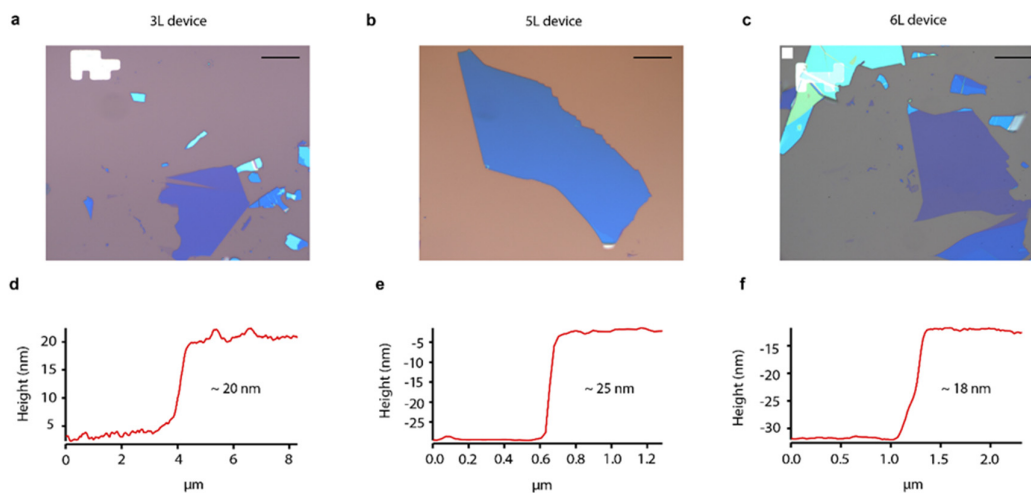 a 3L device
b 5L device
c 6L device
d
Height (nm)
20
15
10
5
0 2 4 6 8
µm
~ 20 nm
e
Height (nm)
-5
-10
-15
-20
-25
0.0 0.2 0.4 0.6 0.8 1.0 1.2
µm
~ 25 nm
f
Height (nm)
-15
-20
-25
-30
0.0 0.5 1.0 1.5 2.0
µm
~ 18 nm